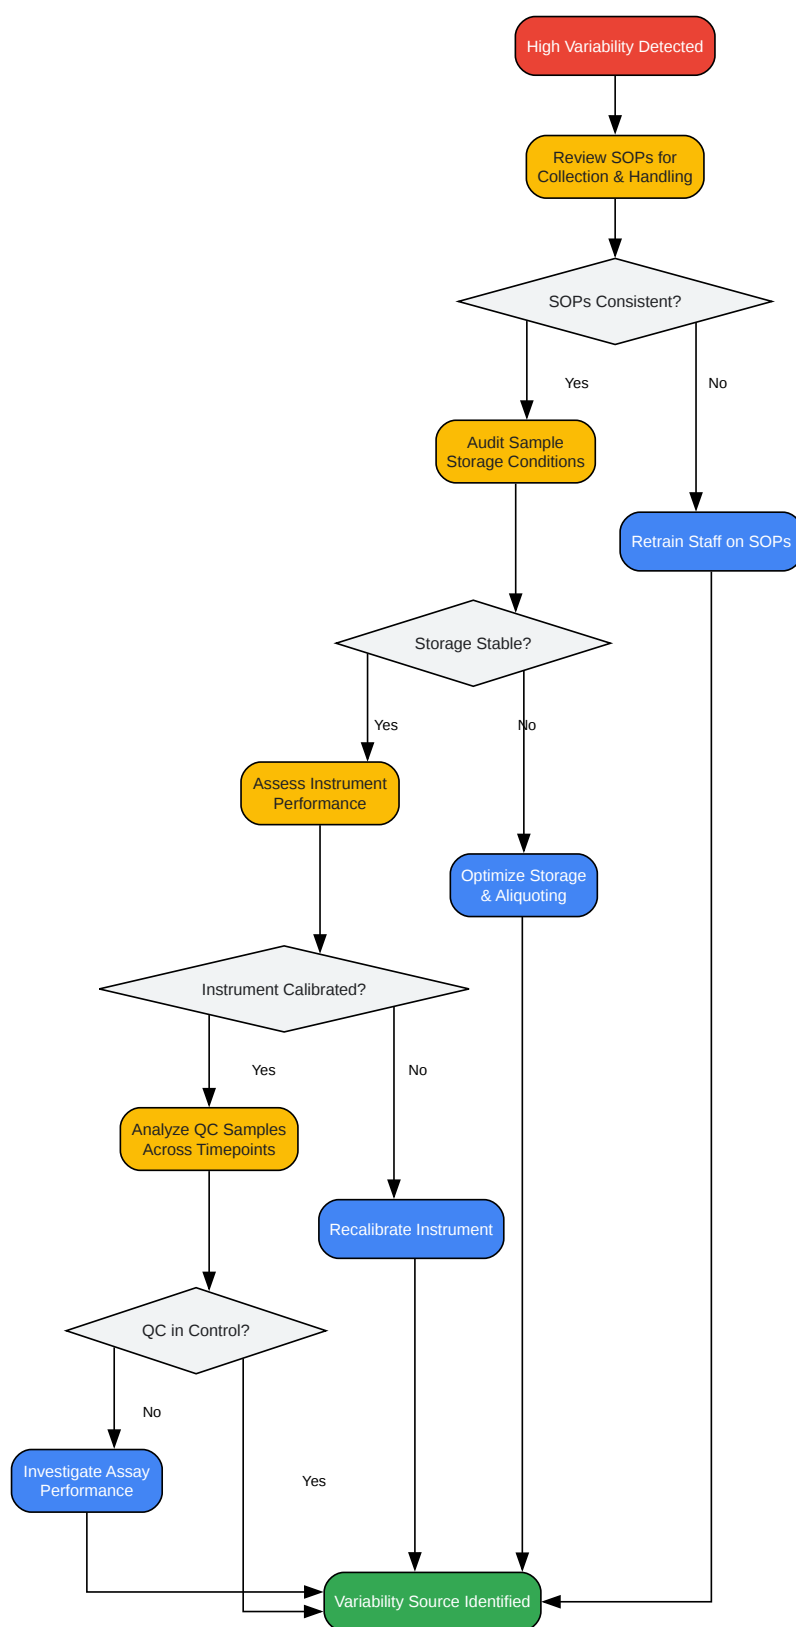 High Variability Detected
Review SOPs for
Collection & Handling
SOPs Consistent?
Yes
No
Audit Sample
Storage Conditions
Retrain Staff on SOPs
Storage Stable?
Yes
No
Assess Instrument
Performance
Optimize Storage
& Aliquoting
Instrument Calibrated?
Yes
No
Analyze QC Samples
Across Timepoints
Recalibrate Instrument
QC in Control?
No
Investigate Assay
Performance
Yes
Variability Source Identified